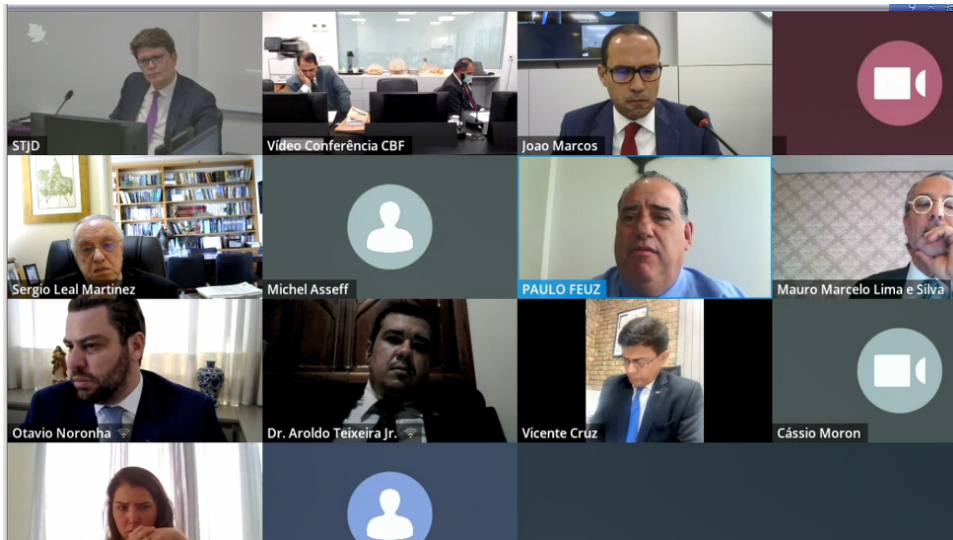 STJD
Vídeo Conferência CBF
Joao Marcos
Sergio Leal Martinez
Michel Asseff
PAULO FEUZ
Mauro Marcelo Lima e Silva
Otavio Noronha
Dr. Aroldo Teixeira Jr.
Vicente Cruz
Cássio Moron